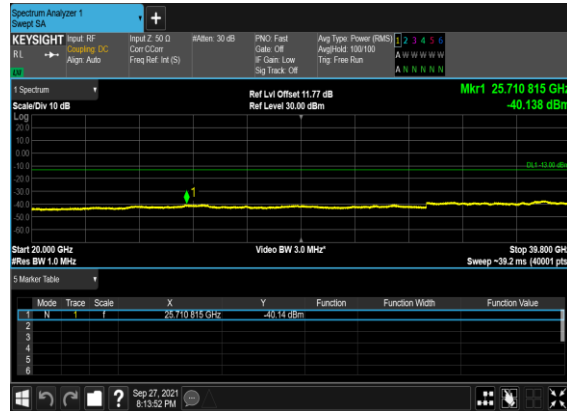 Spectrum Analyzer 1
Swept SA
+
KEYSIGHT Input: RF Input Z: 50 Ω #Atten: 30 dB PNO: Fast Avg Type: Power (RMS) 1 2 3 4 5 6
RL Coupling: DC Corr CCorr Gate: Off Avg|Hold: 100/100 A W W W W W
Align: Auto Freq Ref: Int (S) IF Gain: Low Trig: Free Run
Sig Track: Off A N N N N N
1 Spectrum Ref Lvl Offset 11.77 dB Mkr1 25.710 815 GHz
Scale/Div 10 dB Ref Level 30.00 dBm -40.138 dBm
Log
20.0
10.0
0.00
-10.0 DL1 -13.00 dBm
-20.0
-30.0 1
-40.0
-50.0
-60.0
Start 20.000 GHz Video BW 3.0 MHz* Stop 39.800 GHz
#Res BW 1.0 MHz Sweep ~39.2 ms (40001 pts
5 Marker Table
Mode Trace Scale X Y Function Function Width Function Value
1 N 1 f 25.710 815 GHz -40.14 dBm
2
3
4
5
6
? Sep 27, 2021
8:13:52 PM